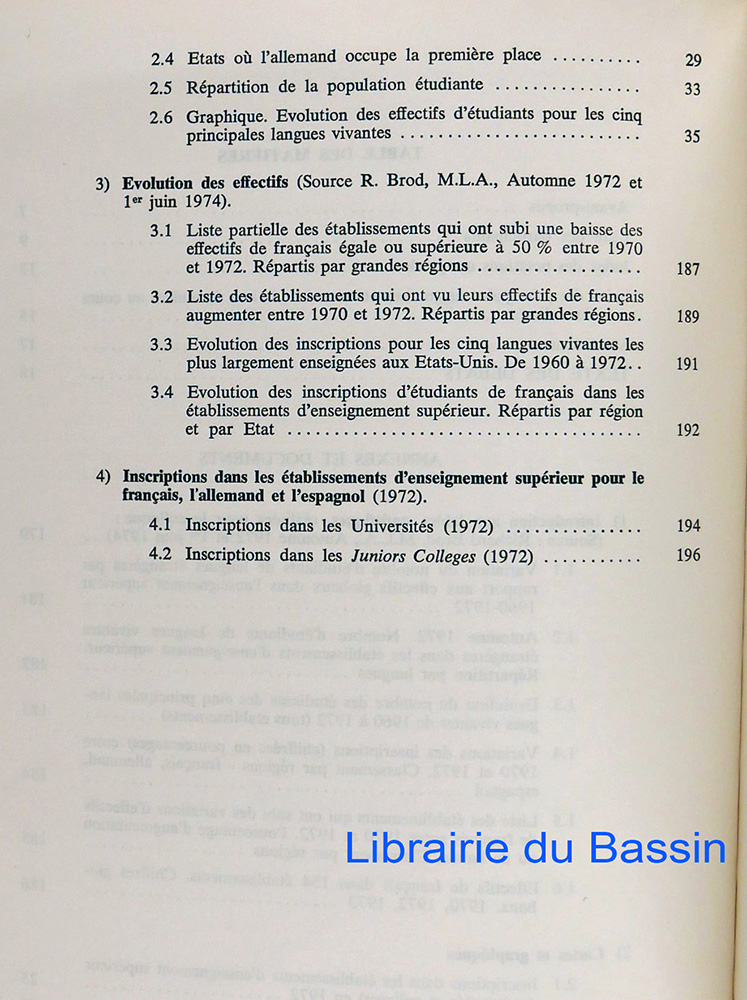 2.4 Etats où l'allemand occupe la première place .......... 29
2.5 Répartition de la population étudiante ................ 33
2.6 Graphique. Evolution des effectifs d'étudiants pour les cinq
principales langues vivantes .......................... 35
3) Evolution des effectifs (Source R. Brod, M.L.A., Automne 1972 et
1er juin 1974).
3.1 Liste partielle des établissements qui ont subi une baisse des
effectifs de français égale ou supérieure à 50 % entre 1970
et 1972. Répartis par grandes régions .................. 187
3.2 Liste des établissements qui ont vu leurs effectifs de français
augmenter entre 1970 et 1972. Répartis par grandes régions. 189
3.3 Evolution des inscriptions pour les cinq langues vivantes les
plus largement enseignées aux Etats-Unis. De 1960 à 1972.. 191
3.4 Evolution des inscriptions d'étudiants de français dans les
établissements d'enseignement supérieur. Répartis par région
et par Etat ...................................... 192
4) Inscriptions dans les établissements d'enseignement supérieur pour le
français, l'allemand et l'espagnol (1972).
4.1 Inscriptions dans les Universités (1972) ............... 194
4.2 Inscriptions dans les Juniors Colleges (1972) ........... 196
Librairie du Bassin